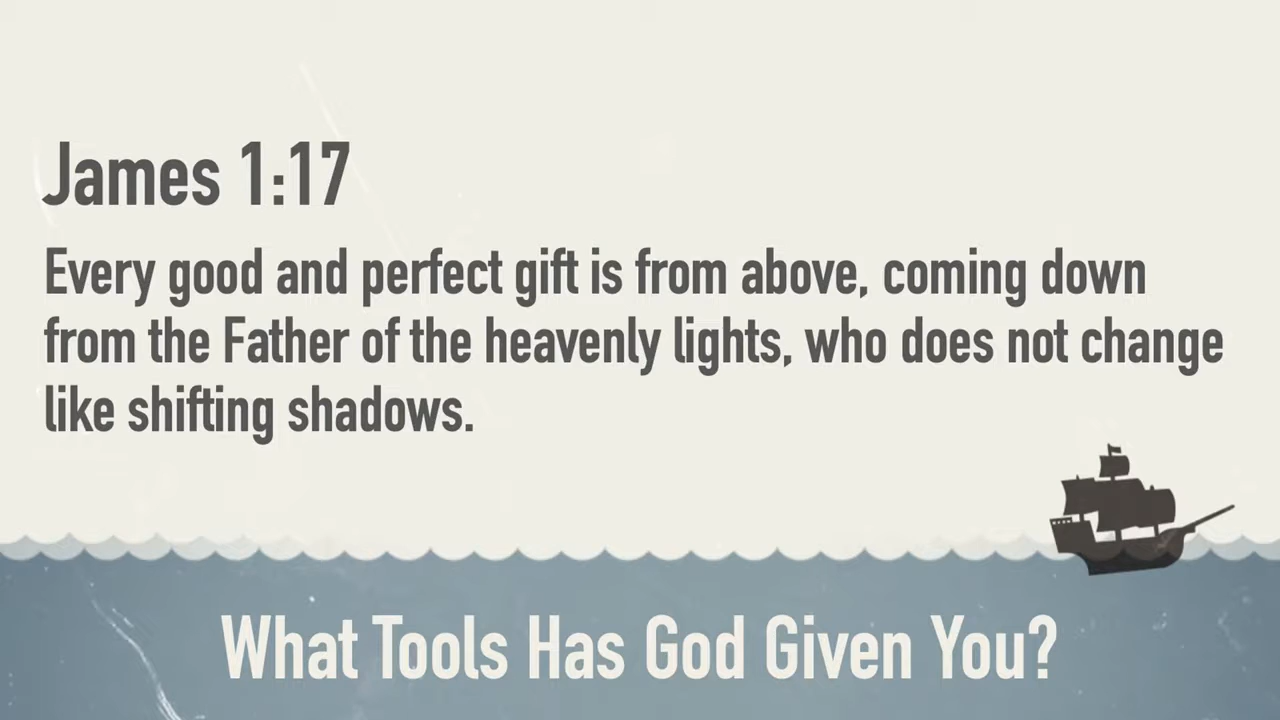 James 1:17
Every good and perfect gift is from above, coming down
from the Father of the heavenly lights, who does not change
like shifting shadows.
What Tools Has God Given You?